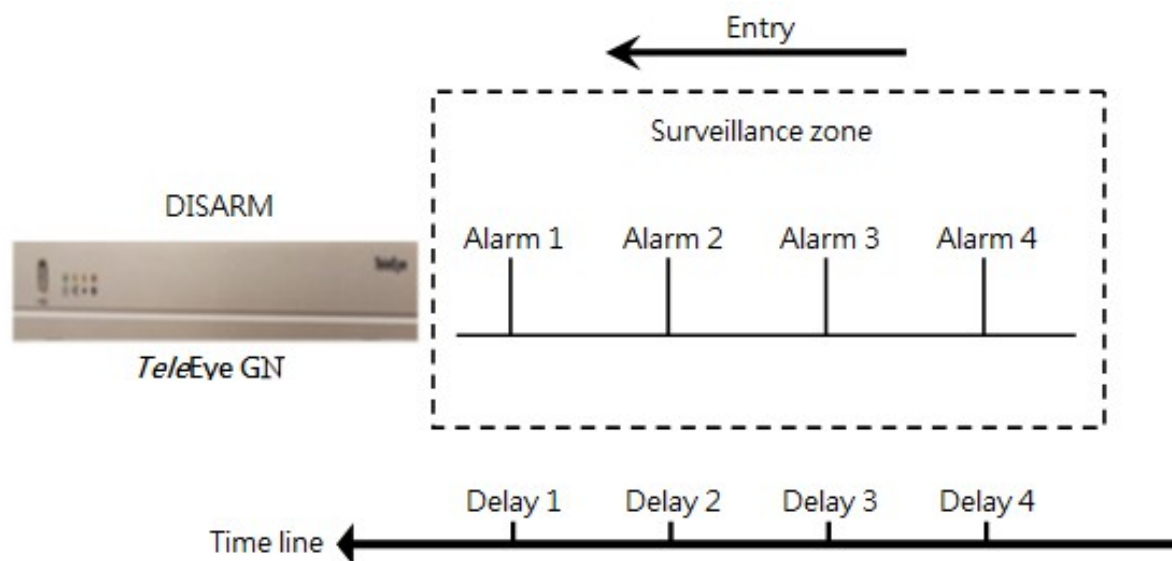 Entry
Surveillance zone
DISARM
Alarm 1 Alarm 2 Alarm 3 Alarm 4
TeleEye
TeleEye GN
Delay 1 Delay 2 Delay 3 Delay 4
Time line